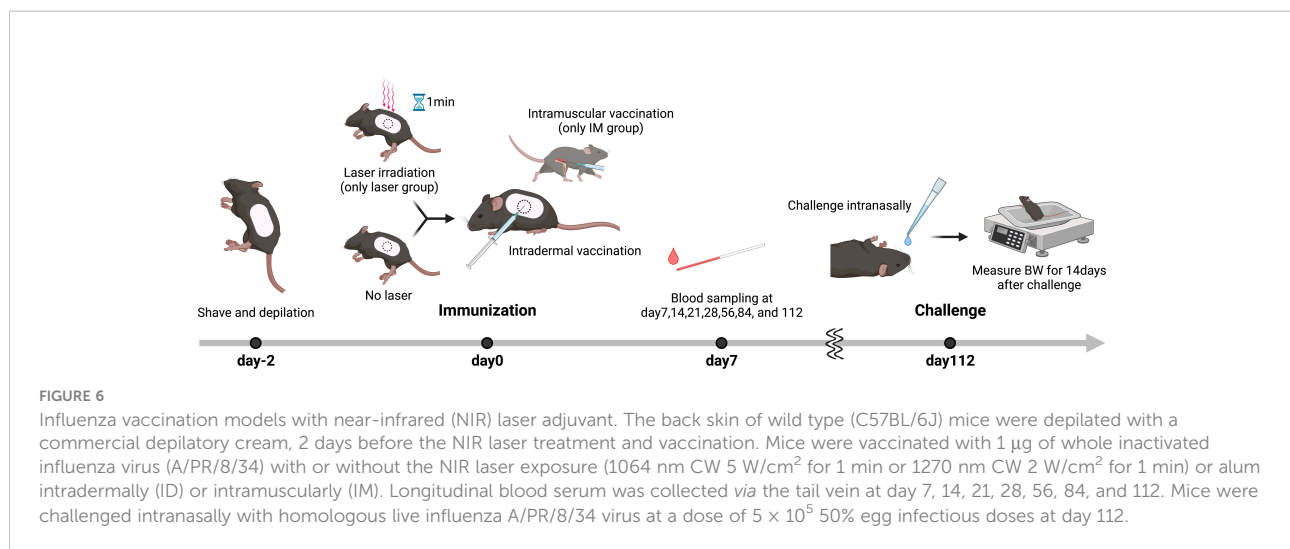 1min
Intramuscular vaccination
(only IM group)
Laser irradiation
(only laser group)
Challenge intranasally
Intradermal vaccination
No laser
Measure BW for 14days
after challenge
Shave and depilation
Immunization
Blood sampling at
day7,14,21,28,56,84, and 112
Challenge
day-2
day0
day7
day112
FIGURE 6
Influenza vaccination models with near-infrared (NIR) laser adjuvant. The back skin of wild type (C57BL/6J) mice were depilated with a
commercial depilatory cream, 2 days before the NIR laser treatment and vaccination. Mice were vaccinated with 1 μg of whole inactivated
influenza virus (A/PR/8/34) with or without the NIR laser exposure (1064 nm CW 5 W/cm² for 1 min or 1270 nm CW 2 W/cm² for 1 min) or alum
intradermally (ID) or intramuscularly (IM). Longitudinal blood serum was collected via the tail vein at day 7, 14, 21, 28, 56, 84, and 112. Mice were
challenged intranasally with homologous live influenza A/PR/8/34 virus at a dose of 5 × 10⁵ 50% egg infectious doses at day 112.